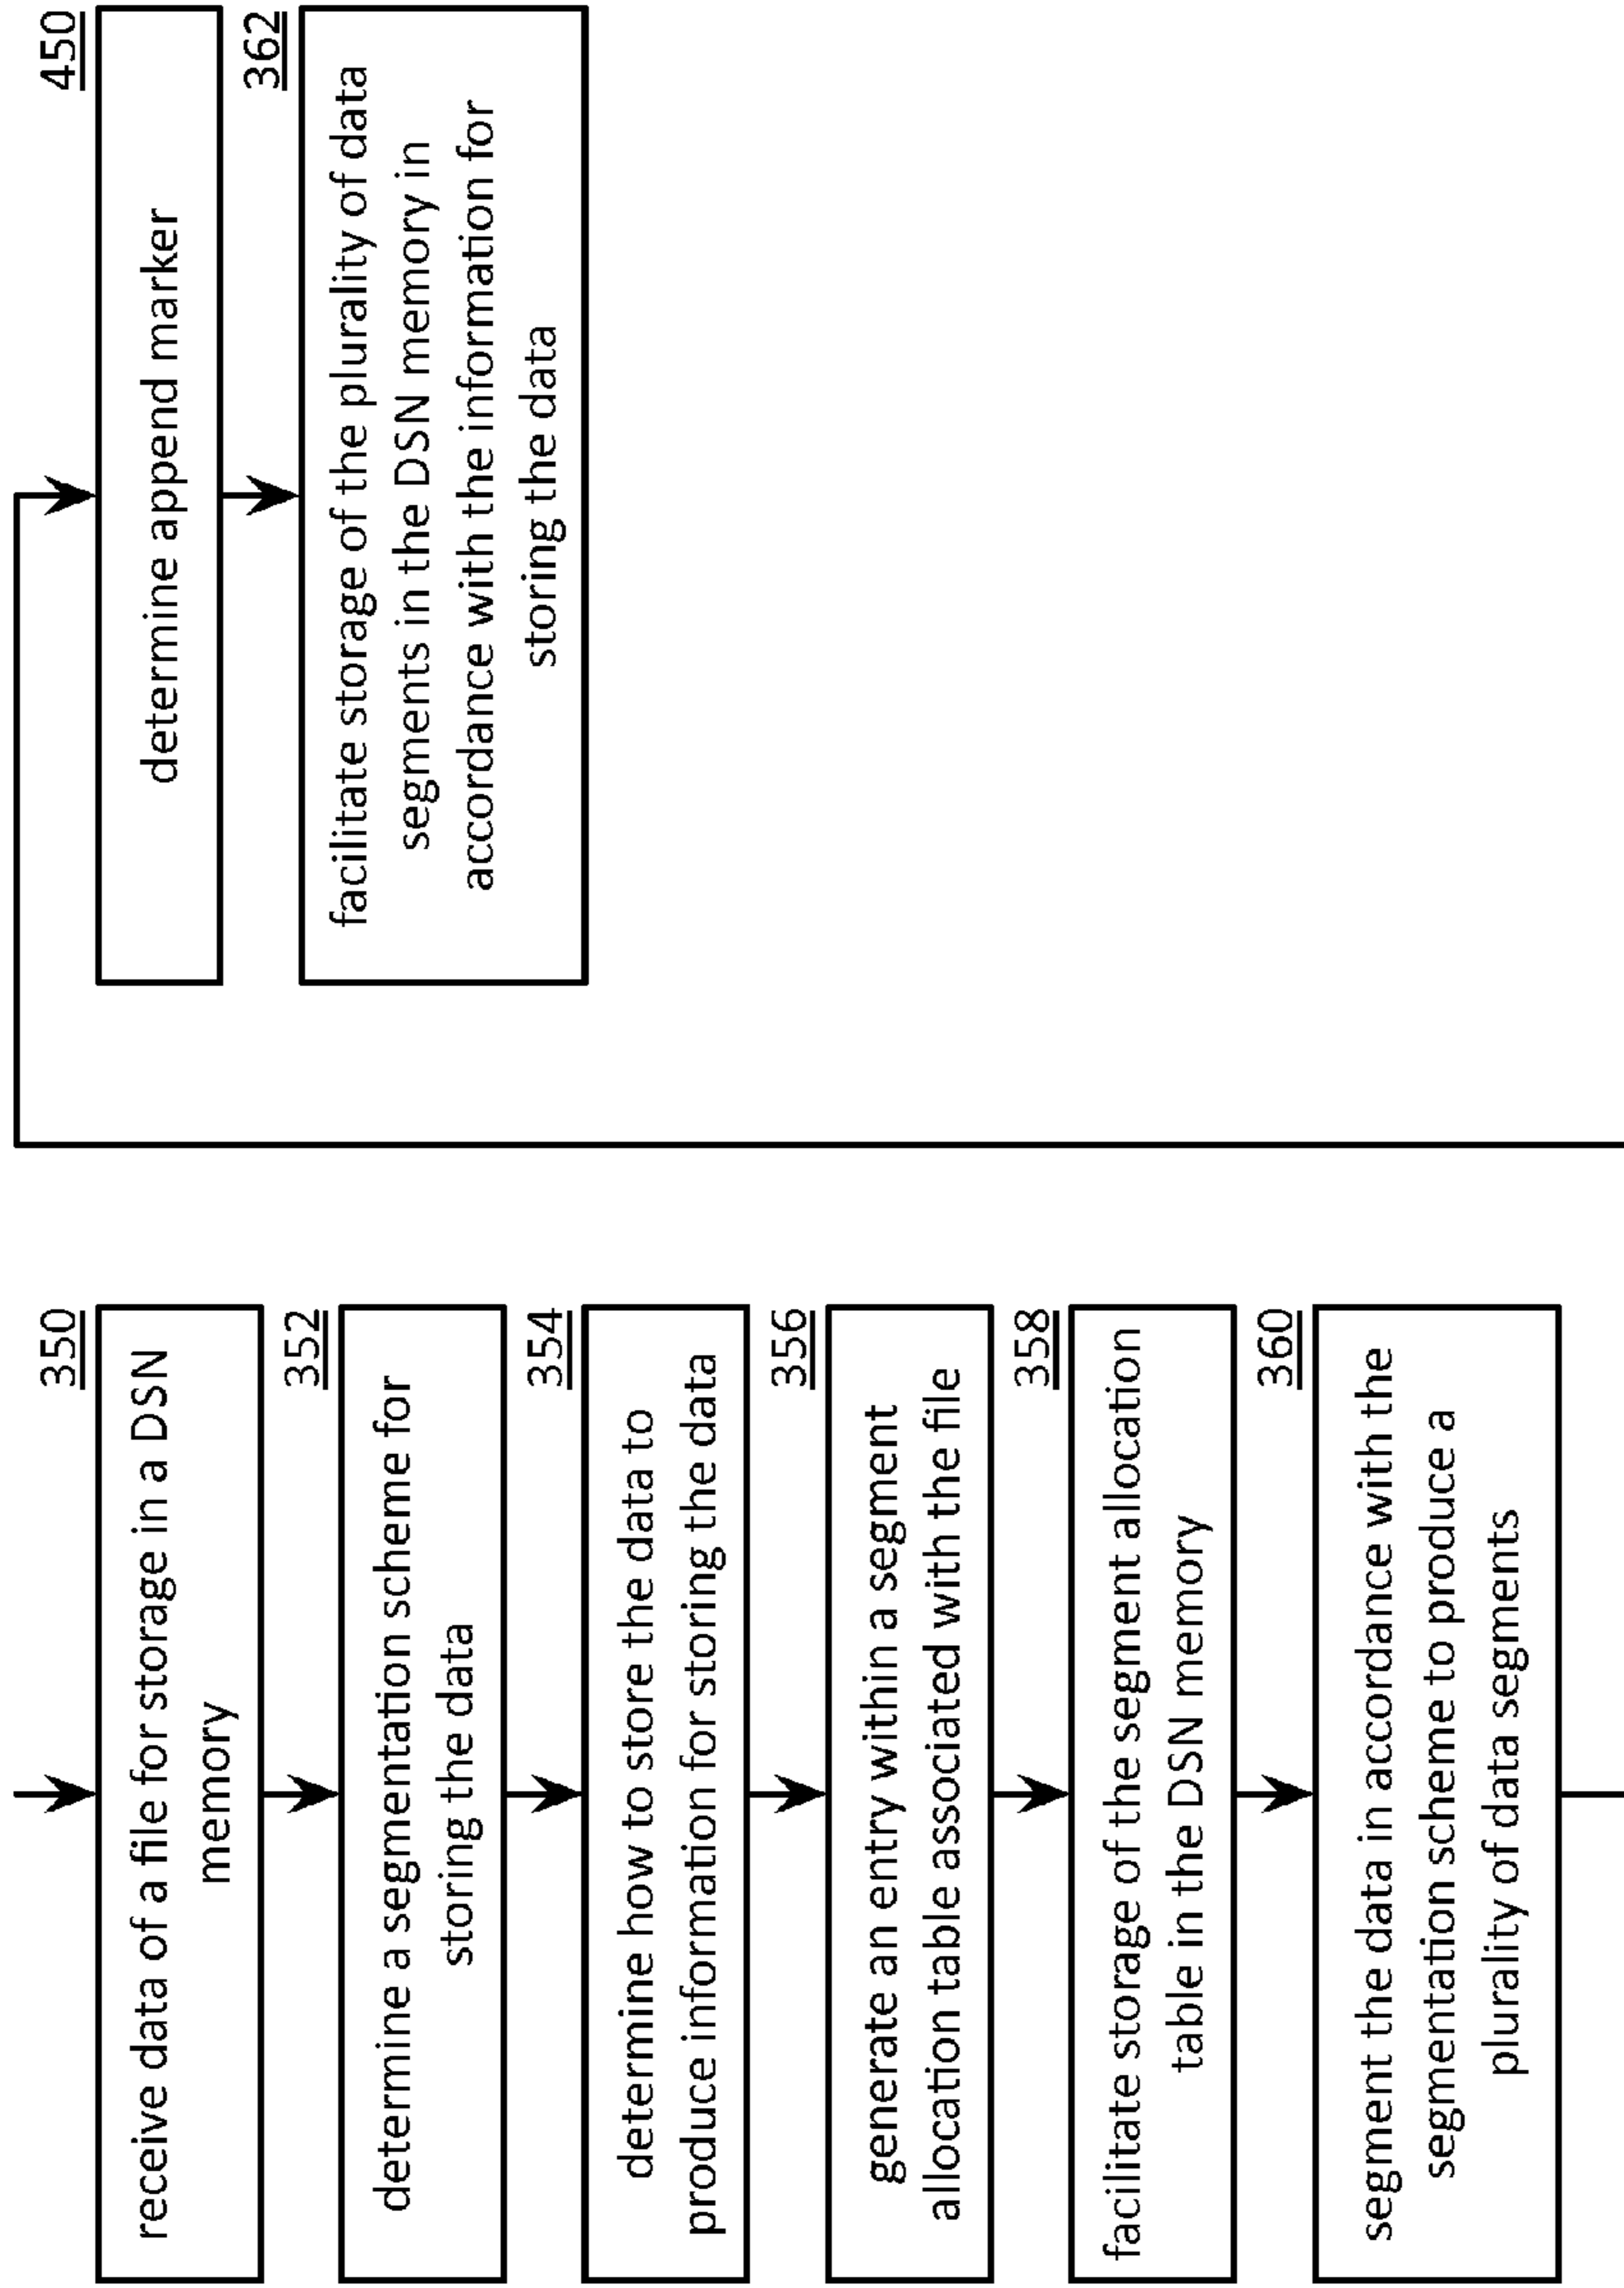 350
receive data of a file for storage in a DSN
memory
352
determine a segmentation scheme for
storing the data
354
determine how to store the data to
produce information for storing the data
356
generate an entry within a segment
allocation table associated with the file
358
facilitate storage of the segment allocation
table in the DSN memory
360
segment the data in accordance with the
segmentation scheme to produce a
plurality of data segments
450
determine append marker
362
facilitate storage of the plurality of data
segments in the DSN memory in
accordance with the information for
storing the data